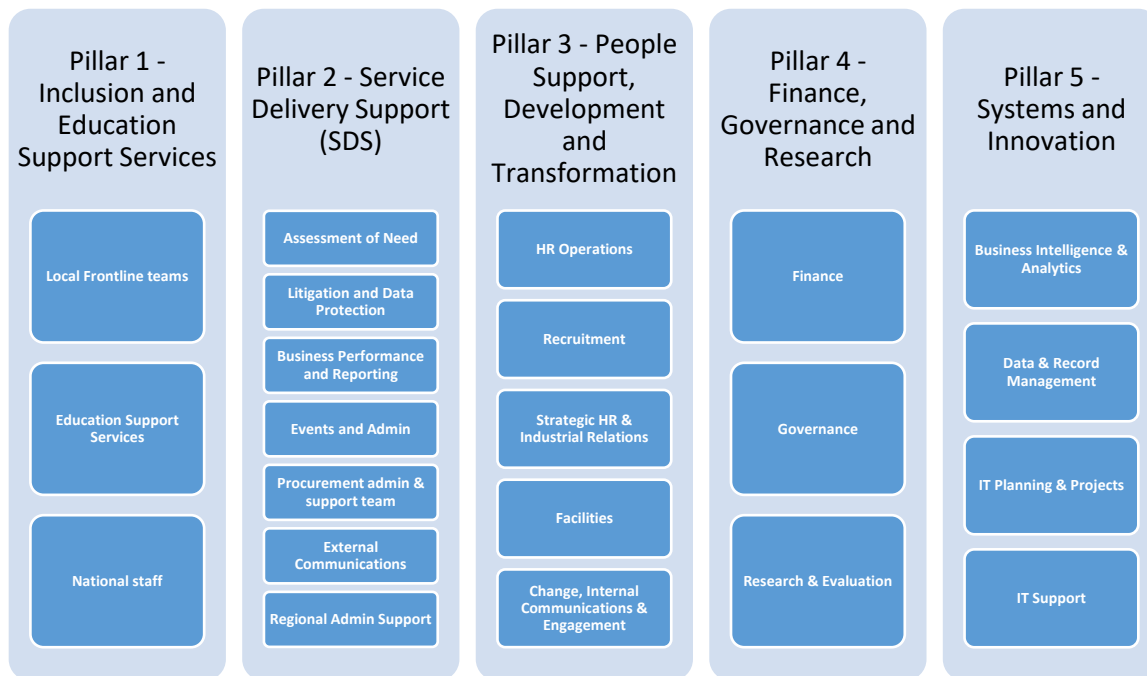 Pillar 1 -
Inclusion and
Education
Support Services
Local Frontline teams
Education Support
Services
National staff
Pillar 2 - Service
Delivery Support
(SDS)
Assessment of Need
Litigation and Data
Protection
Business Performance
and Reporting
Events and Admin
Procurement admin &
support team
External
Communications
Regional Admin Support
Pillar 3 - People
Support,
Development
and
Transformation
HR Operations
Recruitment
Strategic HR &
Industrial Relations
Facilities
Change, Internal
Communications &
Engagement
Pillar 4 -
Finance,
Governance and
Research
Finance
Governance
Research & Evaluation
Pillar 5 -
Systems and
Innovation
Business Intelligence &
Analytics
Data & Record
Management
IT Planning & Projects
IT Support